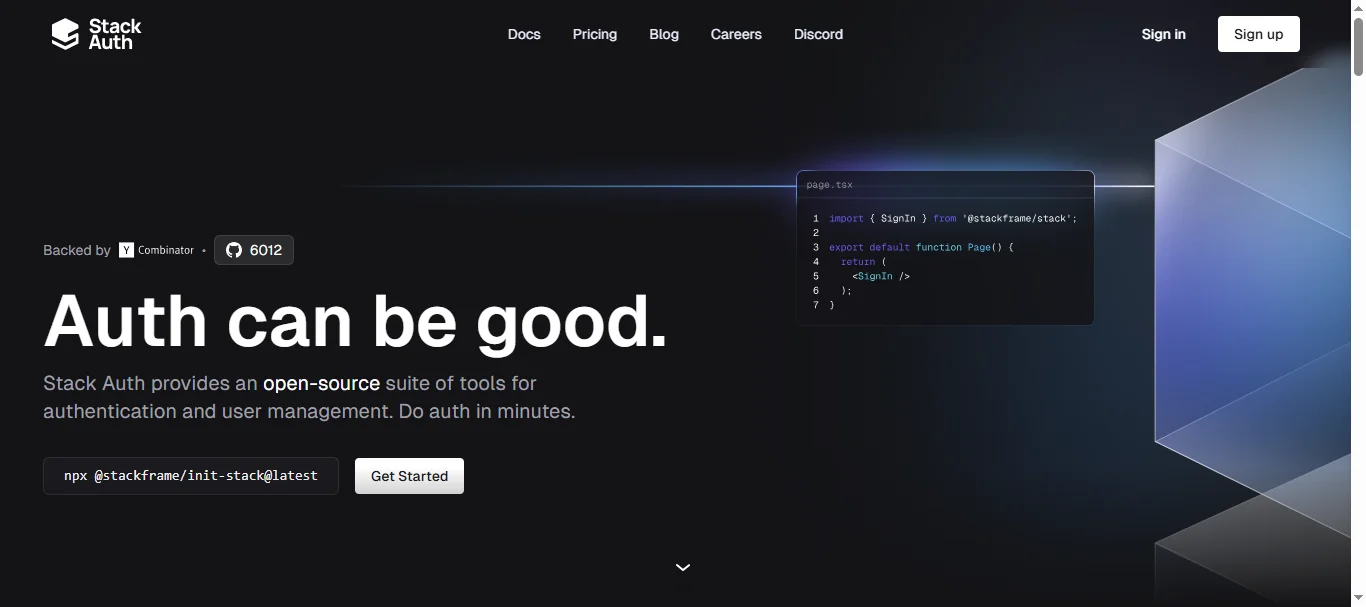 Stack
Auth
Docs
Pricing
Blog
Careers
Discord
Sign in
Sign up
page.tsx
1 import { SignIn } from '@stackframe/stack';
2
3 export default function Page() {
4 return (
5 <SignIn />
6 );
7 }
Backed by Y Combinator • 6012
Auth can be good.
Stack Auth provides an open-source suite of tools for
authentication and user management. Do auth in minutes.
npx @stackframe/init-stack@latest
Get Started